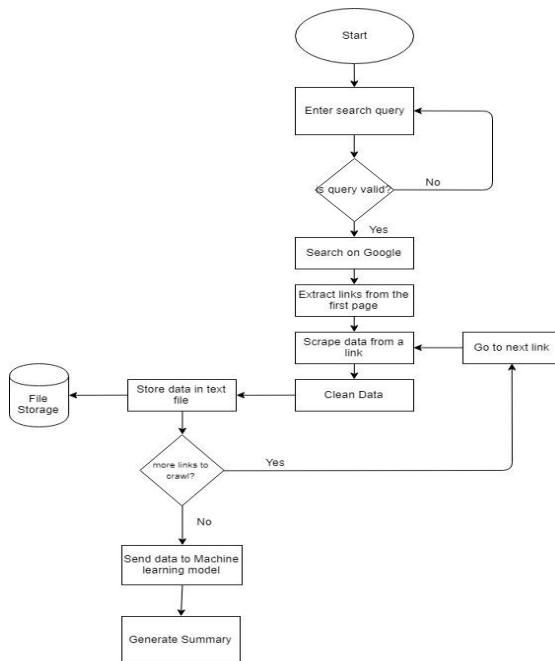 Start
Enter search query
is query valid?
No
Yes
Search on Google
Extract links from the
first page
Scrape data from a
link
Go to next link
Clean Data
Store data in text
file
File
Storage
more links to
crawl?
Yes
No
Send data to Machine
learning model
Generate Summary